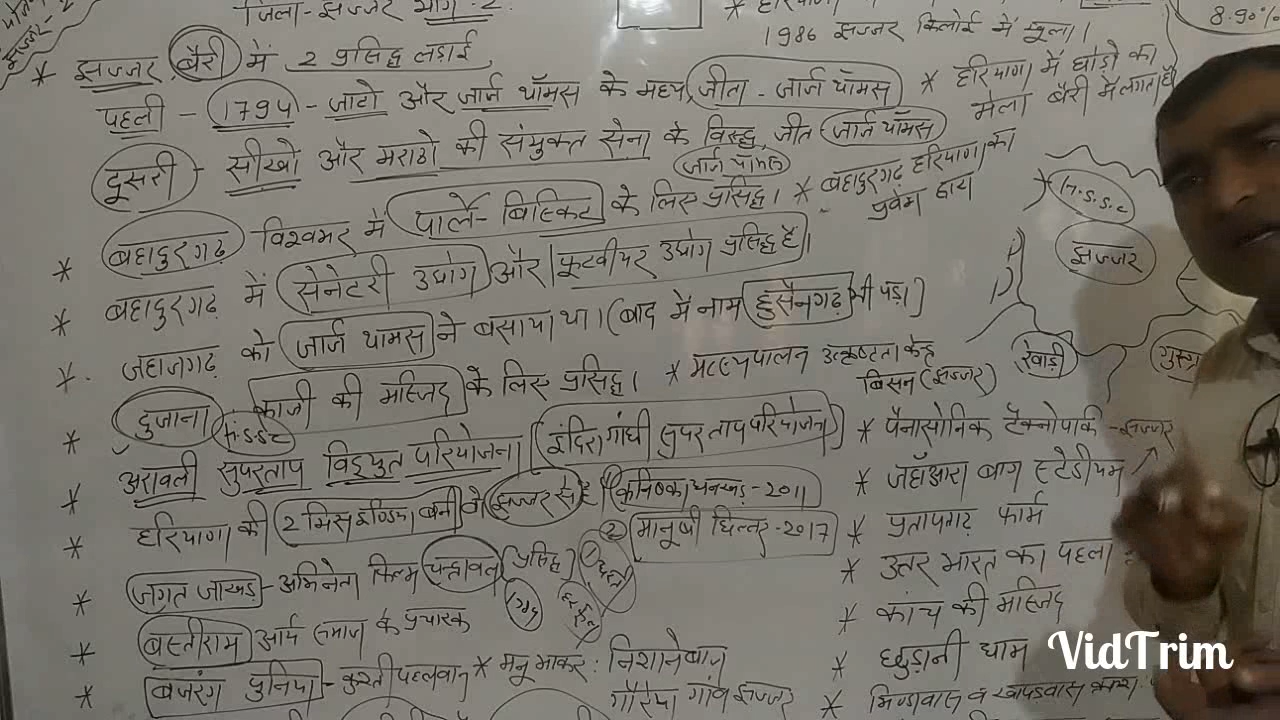 जिला - झज्जर भाग - 2.
* झज्जर बैरी में 2 प्रसिद्ध लड़ाई
पहली - 1794 - जाटो और जार्ज थॉमस के मध्य, जीता - जार्ज थॉमस
दूसरी - सीखो और मराठो की संयुक्त सेना के विरुद्ध, जीत जार्ज थॉमस
जार्ज थामस
* बहादुरगढ़ विश्वभर में पार्ले - बिस्किट के लिए प्रसिद्ध।
* बहादुरगढ़ में सेनेटरी उद्योग और फूटवीयर उद्योग प्रसिद्ध है।
* जहाजगढ़ को जार्ज थामस ने बसाया था। (बाद में नाम हुसैनगढ़ भी पड़ा)
* दुजाना काजी की मस्जिद के लिए प्रसिद्ध।
H.S.S.C
* अरावली सुपरताप विद्युत परियोजना (इंदिरा गांधी सुपर ताप परियोजना)
* हरियाणा की 2 मिस इण्डिया बनी वो झज्जर से है
कनिष्का धनखड़ - 2011
② मानुषी छिल्लर - 2017
* जगत जाखड़ - अभिनेता फिल्म चन्द्रावल प्रसिद्ध
* बस्तीराम आर्य समाज के प्रचारक
* बजरंग पुनिया - कुश्ती पहलवान
* मनू भाकर : निशानेबाज
गौरेया गांव झज्जर
* हरियाणा
1986 झज्जर में खुला।
* हरियाणा में घोड़ो का
मेला बैरी में लगता है
* बहादुरगढ़ हरियाणा का
प्रवेश द्वार
* मत्स्यपालन उत्कृष्टता केन्द्र
(झज्जर)
* पैनासोनिक टैक्नोपार्क - झज्जर
* जहाँआरा बाग स्टेडीयम
* प्रतापगढ़ फार्म
* उत्तर भारत का पहला
* कांच की मस्जिद
* छुड़ानी धाम
* भिण्डावास व खापड़वास
8.90%
H.S.S.C
झज्जर
रेवाड़ी
VidTrim